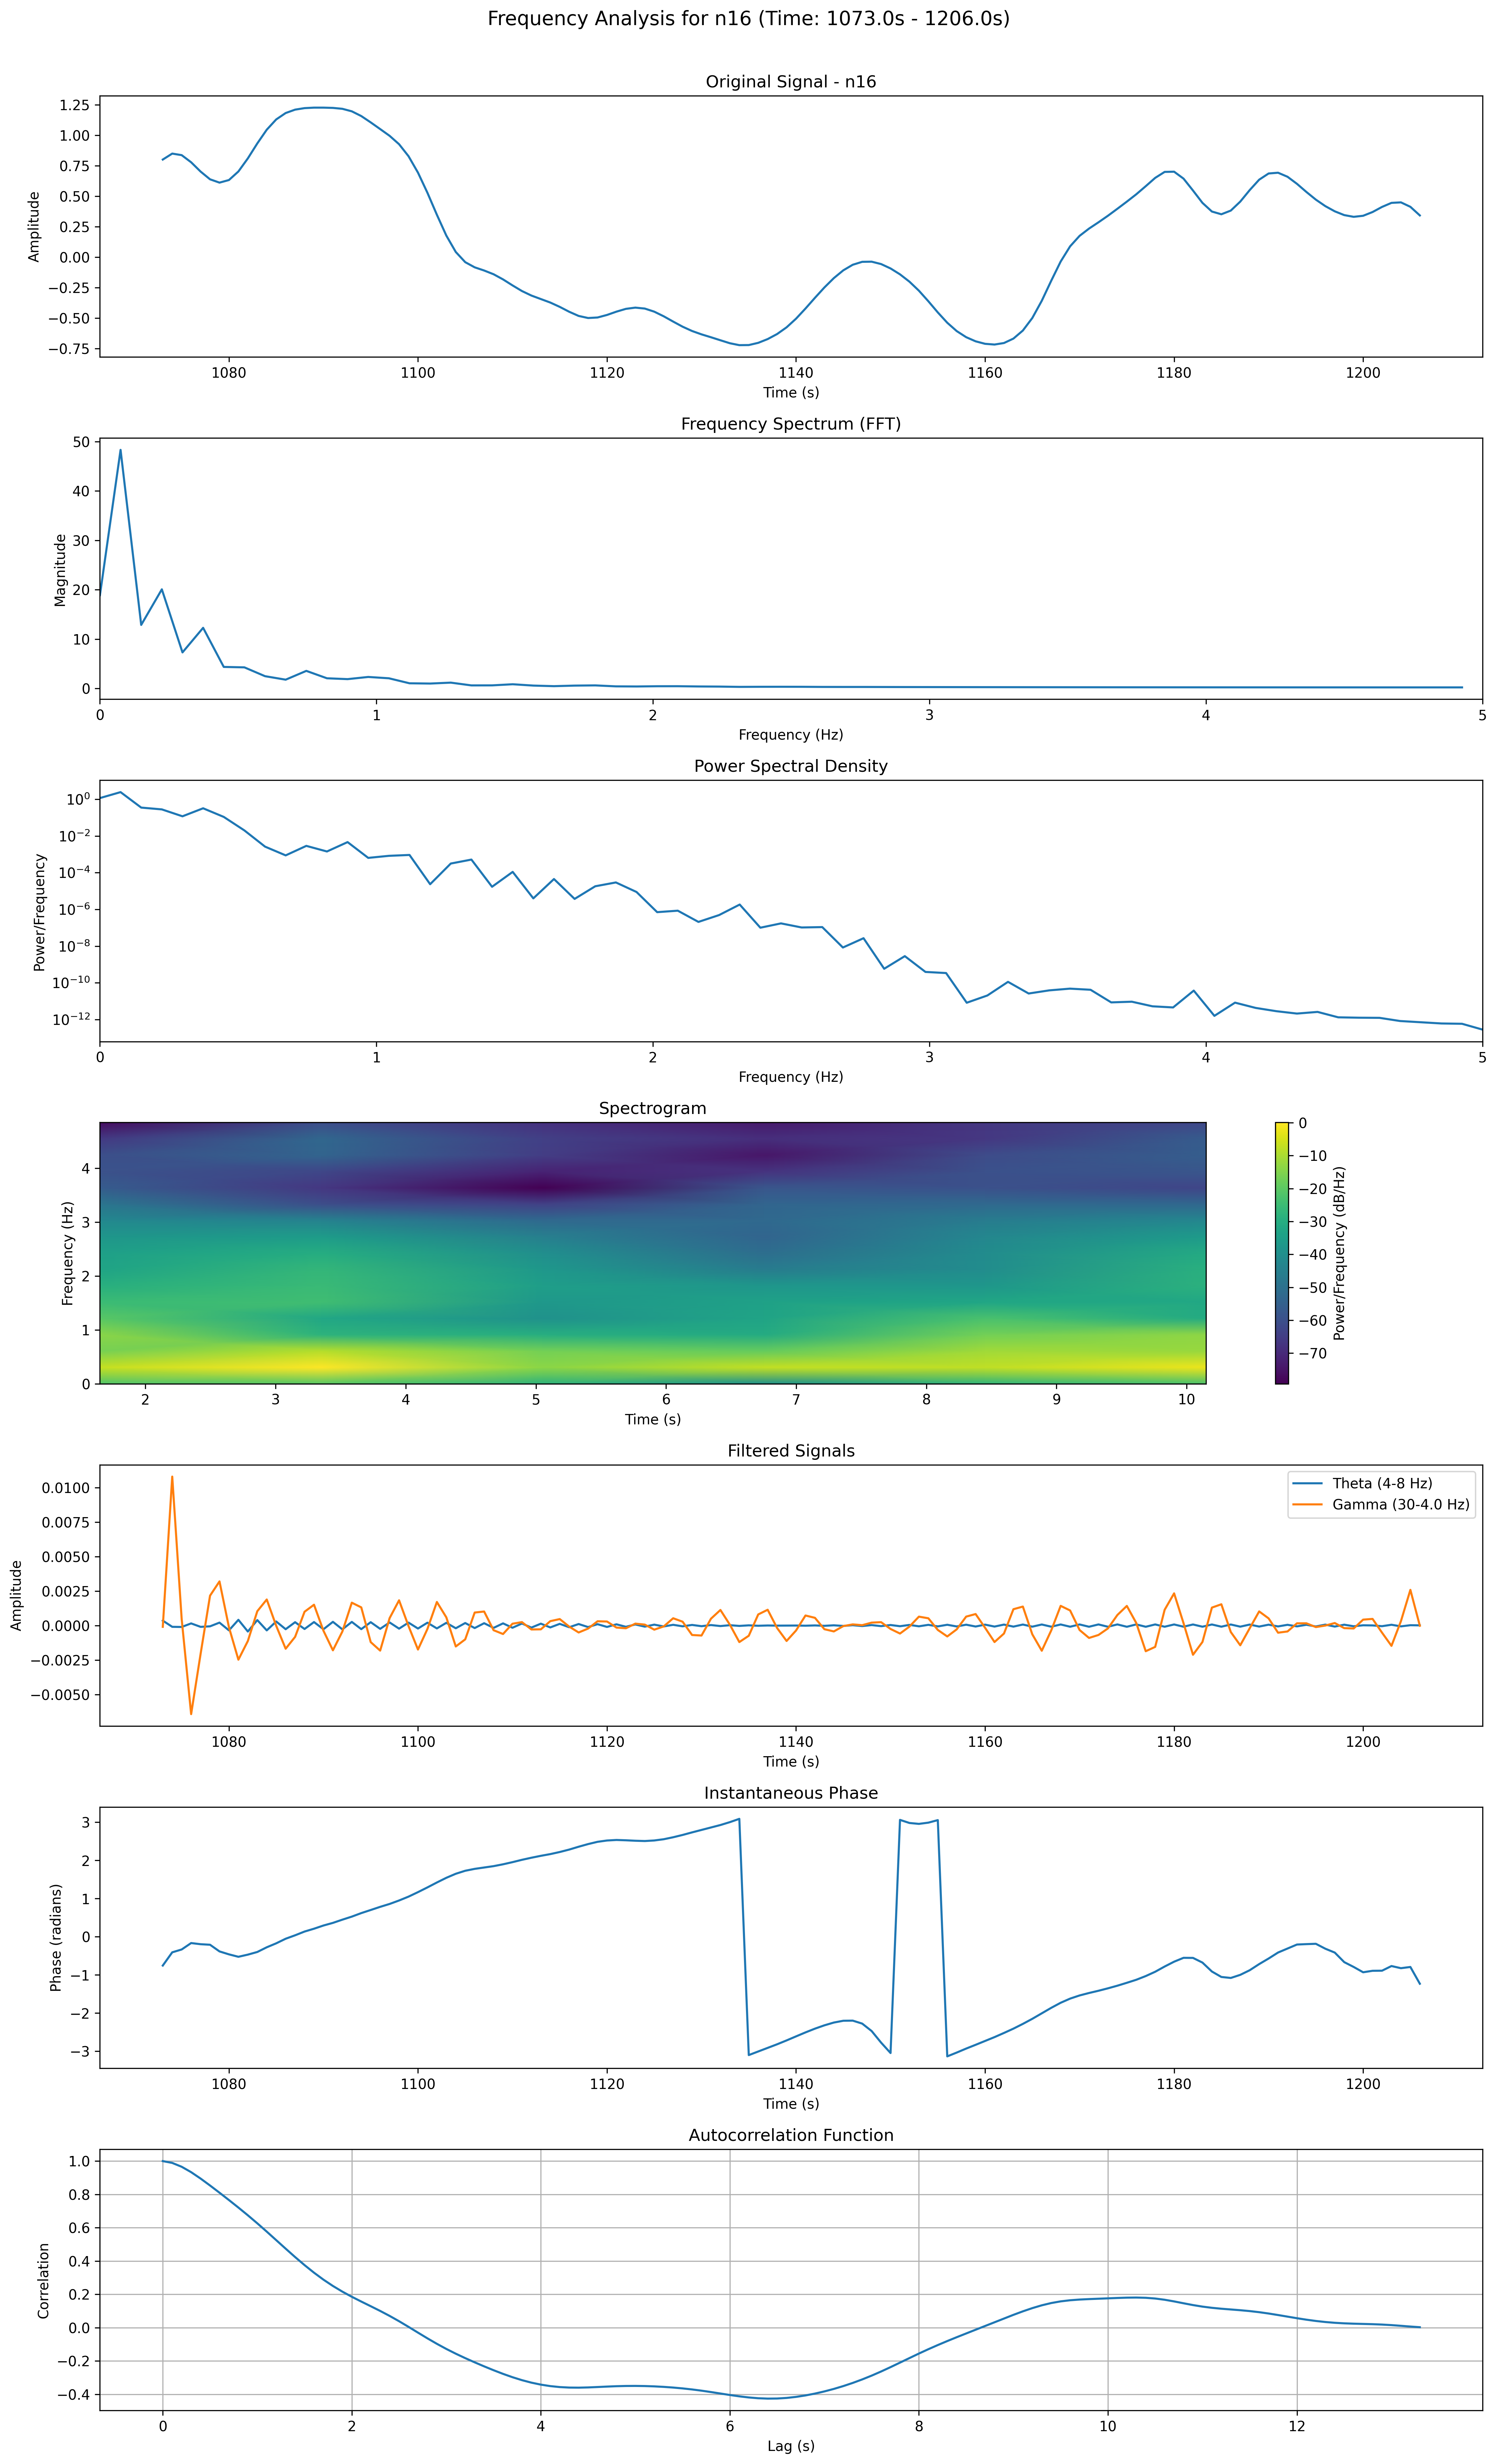 Frequency Analysis for n16 (Time: 1073.0s - 1206.0s)
Original Signal - n16
Amplitude
1.25
1.00
0.75
0.50
0.25
0.00
−0.25
−0.50
−0.75
1080 1100 1120 1140 1160 1180 1200
Time (s)
Frequency Spectrum (FFT)
Magnitude
50
40
30
20
10
0
0 1 2 3 4 5
Frequency (Hz)
Power Spectral Density
Power/Frequency
10⁰
10⁻²
10⁻⁴
10⁻⁶
10⁻⁸
10⁻¹⁰
10⁻¹²
0 1 2 3 4 5
Frequency (Hz)
Spectrogram
Frequency (Hz)
4
3
2
1
0
2 3 4 5 6 7 8 9 10
Time (s)
0
−10
−20
−30
−40
−50
−60
−70
Power/Frequency (dB/Hz)
Filtered Signals
Amplitude
0.0100
0.0075
0.0050
0.0025
0.0000
−0.0025
−0.0050
Theta (4-8 Hz)
Gamma (30-4.0 Hz)
1080 1100 1120 1140 1160 1180 1200
Time (s)
Instantaneous Phase
Phase (radians)
3
2
1
0
−1
−2
−3
1080 1100 1120 1140 1160 1180 1200
Time (s)
Autocorrelation Function
Correlation
1.0
0.8
0.6
0.4
0.2
0.0
−0.2
−0.4
0 2 4 6 8 10 12
Lag (s)